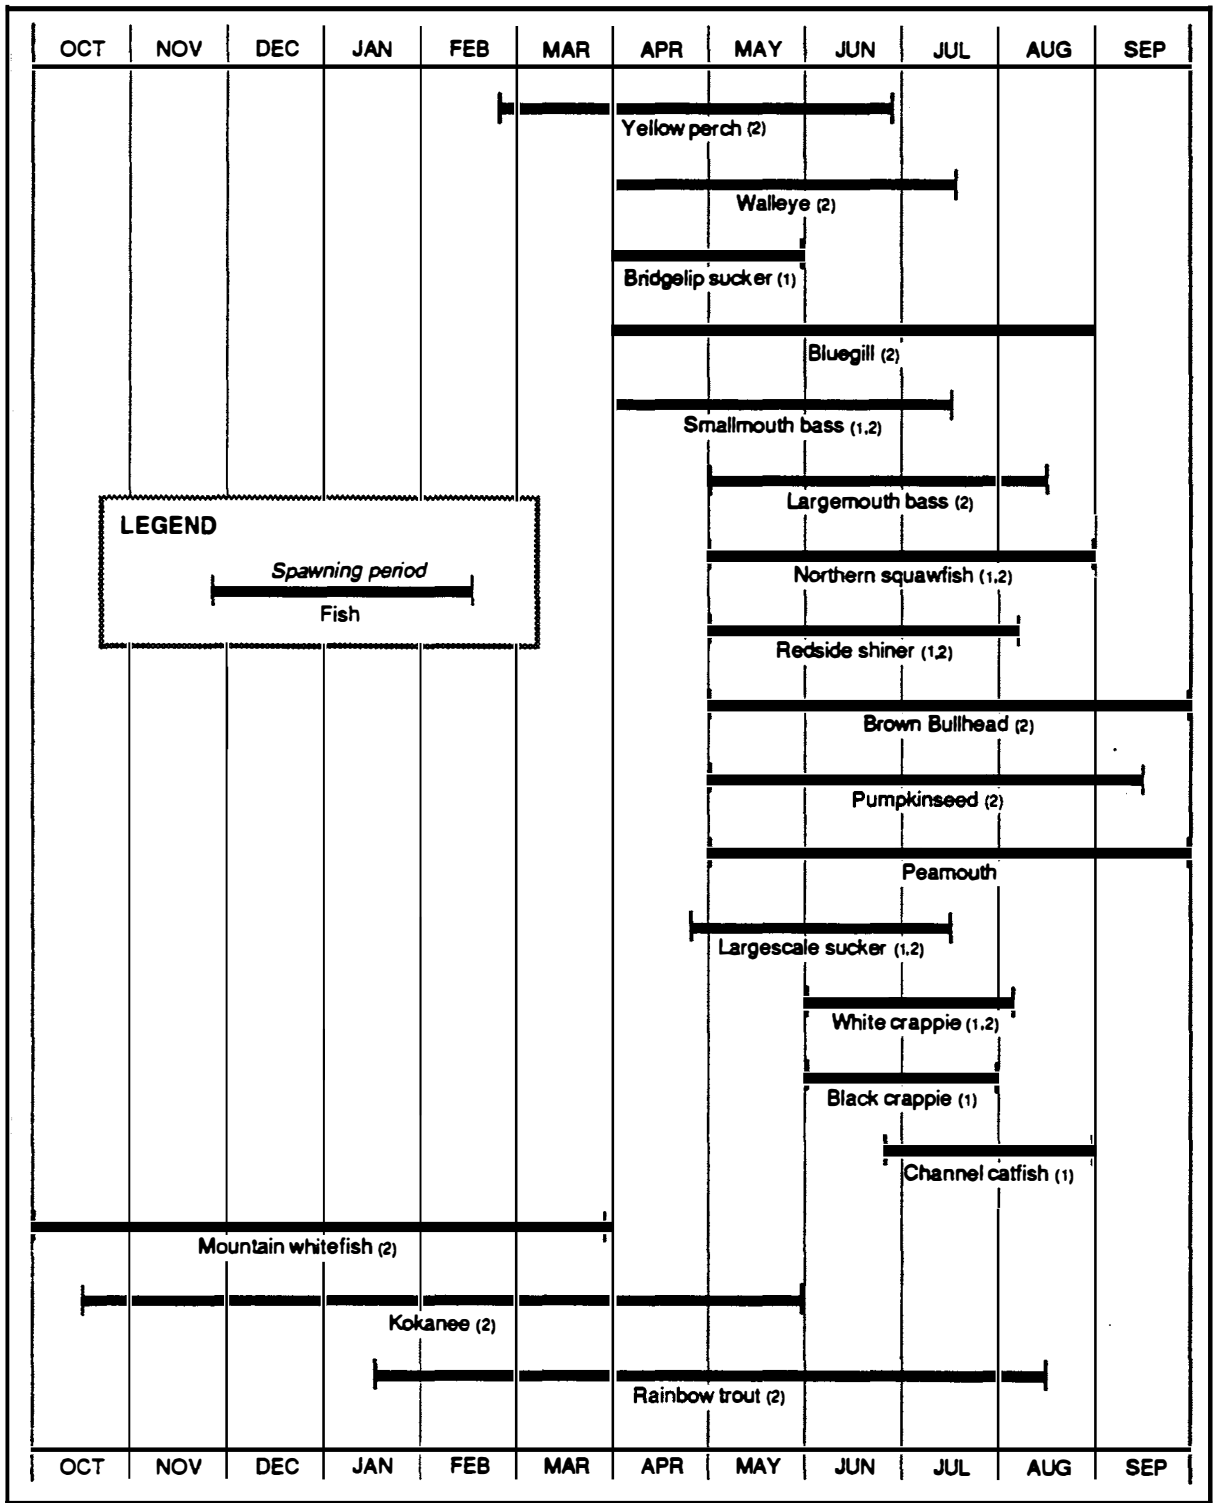 OCT NOV DEC JAN FEB MAR APR MAY JUN JUL AUG SEP
Yellow perch (2)
Walleye (2)
Bridgelip sucker (1)
Bluegill (2)
Smallmouth bass (1,2)
Largemouth bass (2)
LEGEND
Spawning period
Fish
Northern squawfish (1,2)
Redside shiner (1,2)
Brown Bullhead (2)
Pumpkinseed (2)
Peamouth
Largescale sucker (1,2)
White crappie (1,2)
Black crappie (1)
Channel catfish (1)
Mountain whitefish (2)
Kokanee (2)
Rainbow trout (2)
OCT NOV DEC JAN FEB MAR APR MAY JUN JUL AUG SEP